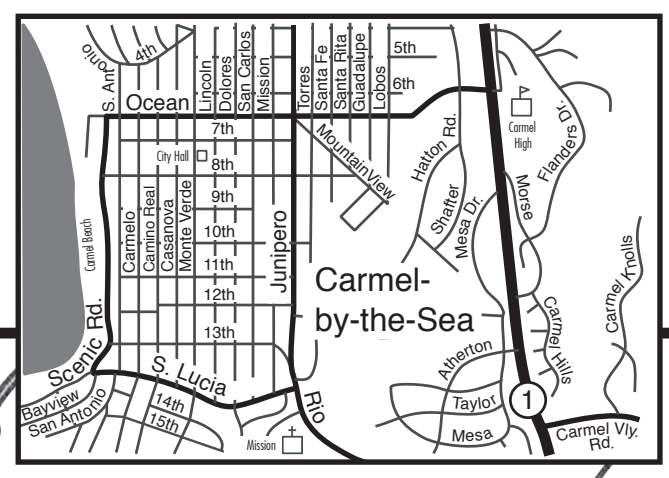 S. Antonio
4th
Ocean
Lincoln
Dolores
San Carlos
Mission
Torres
Santa Fe
Santa Rita
Guadalupe
Lobos
5th
6th
Carmel
High
Flanders Dr.
7th
City Hall
8th
Mountain View
Hatton Rd.
Shafter
Mesa Dr.
Morse
Carmel Beach
Carmelo
Camino Real
Casanova
Monte Verde
9th
10th
11th
12th
13th
Junipero
Carmel-
by-the-Sea
Carmel Knolls
Carmel Hills
Scenic Rd.
S. Lucia
Bayview
San Antonio
14th
15th
Mission
Rio
Atherton
Taylor
Mesa
1
Carmel Vly.
Rd.